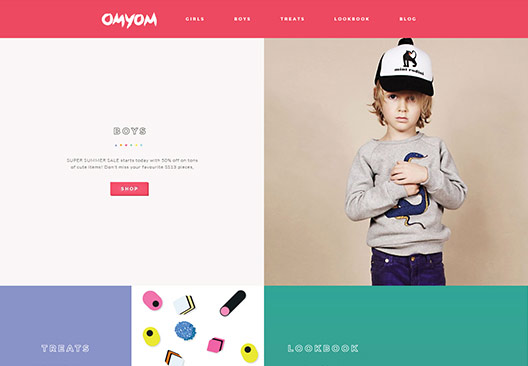 OMYOM
GIRLS
BOYS
TREATS
LOOKBOOK
BLOG
mini rodini
BOYS
SUPER SUMMER SALE starts today with 50% off on tons
of cute items! Don't miss your favourite SS13 pieces.
SHOP
TREATS
LOOKBOOK